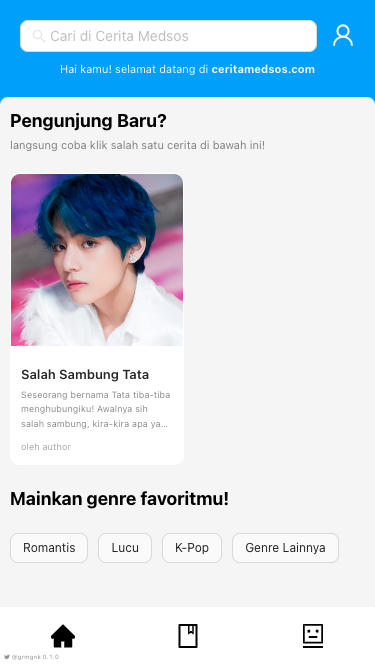 Cari di Cerita Medsos
Hai kamu! selamat datang di ceritamedsos.com
Pengunjung Baru?
langsung coba klik salah satu cerita di bawah ini!
Salah Sambung Tata
Seseorang bernama Tata tiba-tiba
menghubungiku! Awalnya sih
salah sambung, kira-kira apa ya...
oleh author
Mainkan genre favoritmu!
Romantis
Lucu
K-Pop
Genre Lainnya
@grmgnk 0.1.0